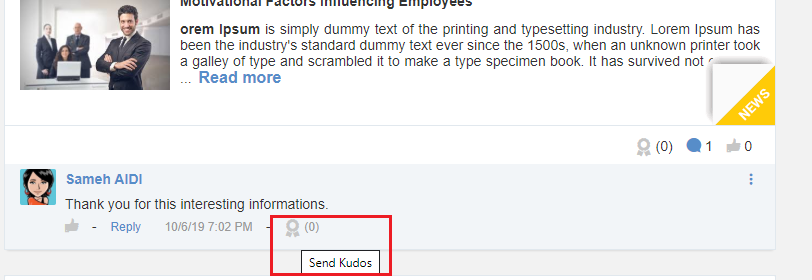 Motivational Factors Influencing Employees
orem Ipsum is simply dummy text of the printing and typesetting industry. Lorem Ipsum has
been the industry's standard dummy text ever since the 1500s, when an unknown printer took
a galley of type and scrambled it to make a type specimen book. It has survived not
... Read more
NEWS
(0) 1 0
Sameh AIDI
Thank you for this interesting informations.
- Reply 10/6/19 7:02 PM - (0)
Send Kudos